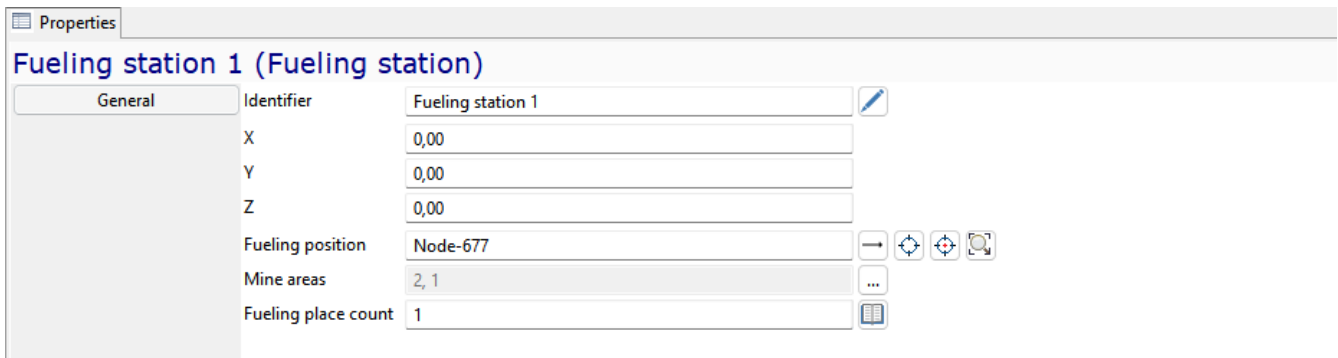 Properties
Fueling station 1 (Fueling station)
General
Identifier Fueling station 1
X 0,00
Y 0,00
Z 0,00
Fueling position Node-677
Mine areas 2, 1 ...
Fueling place count 1